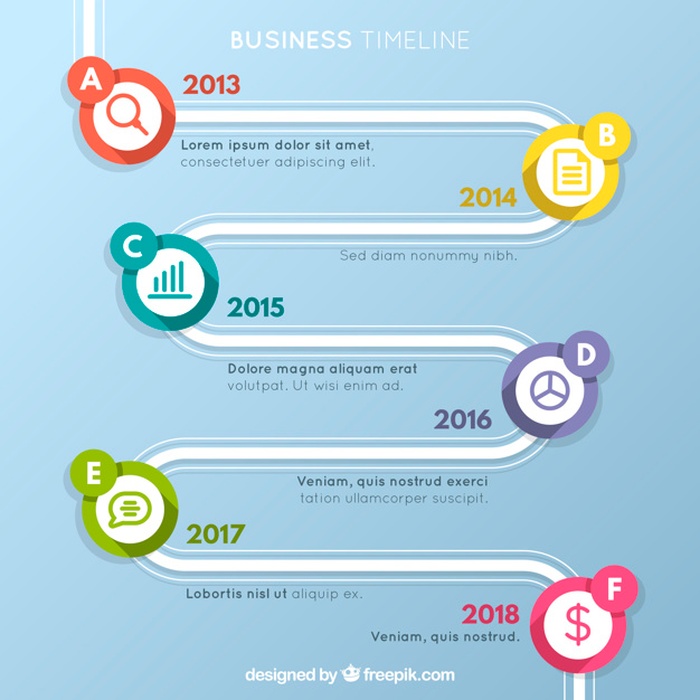 BUSINESS TIMELINE
A
2013
Lorem ipsum dolor sit amet,
consectetuer adipiscing elit.
B
2014
Sed diam nonummy nibh.
C
2015
Dolore magna aliquam erat
volutpat. Ut wisi enim ad.
D
2016
Veniam, quis nostrud exerci
tation ullamcorper suscipit.
E
2017
Lobortis nisl ut aliquip ex.
F
2018
Veniam, quis nostrud.
$
designed by freepik.com